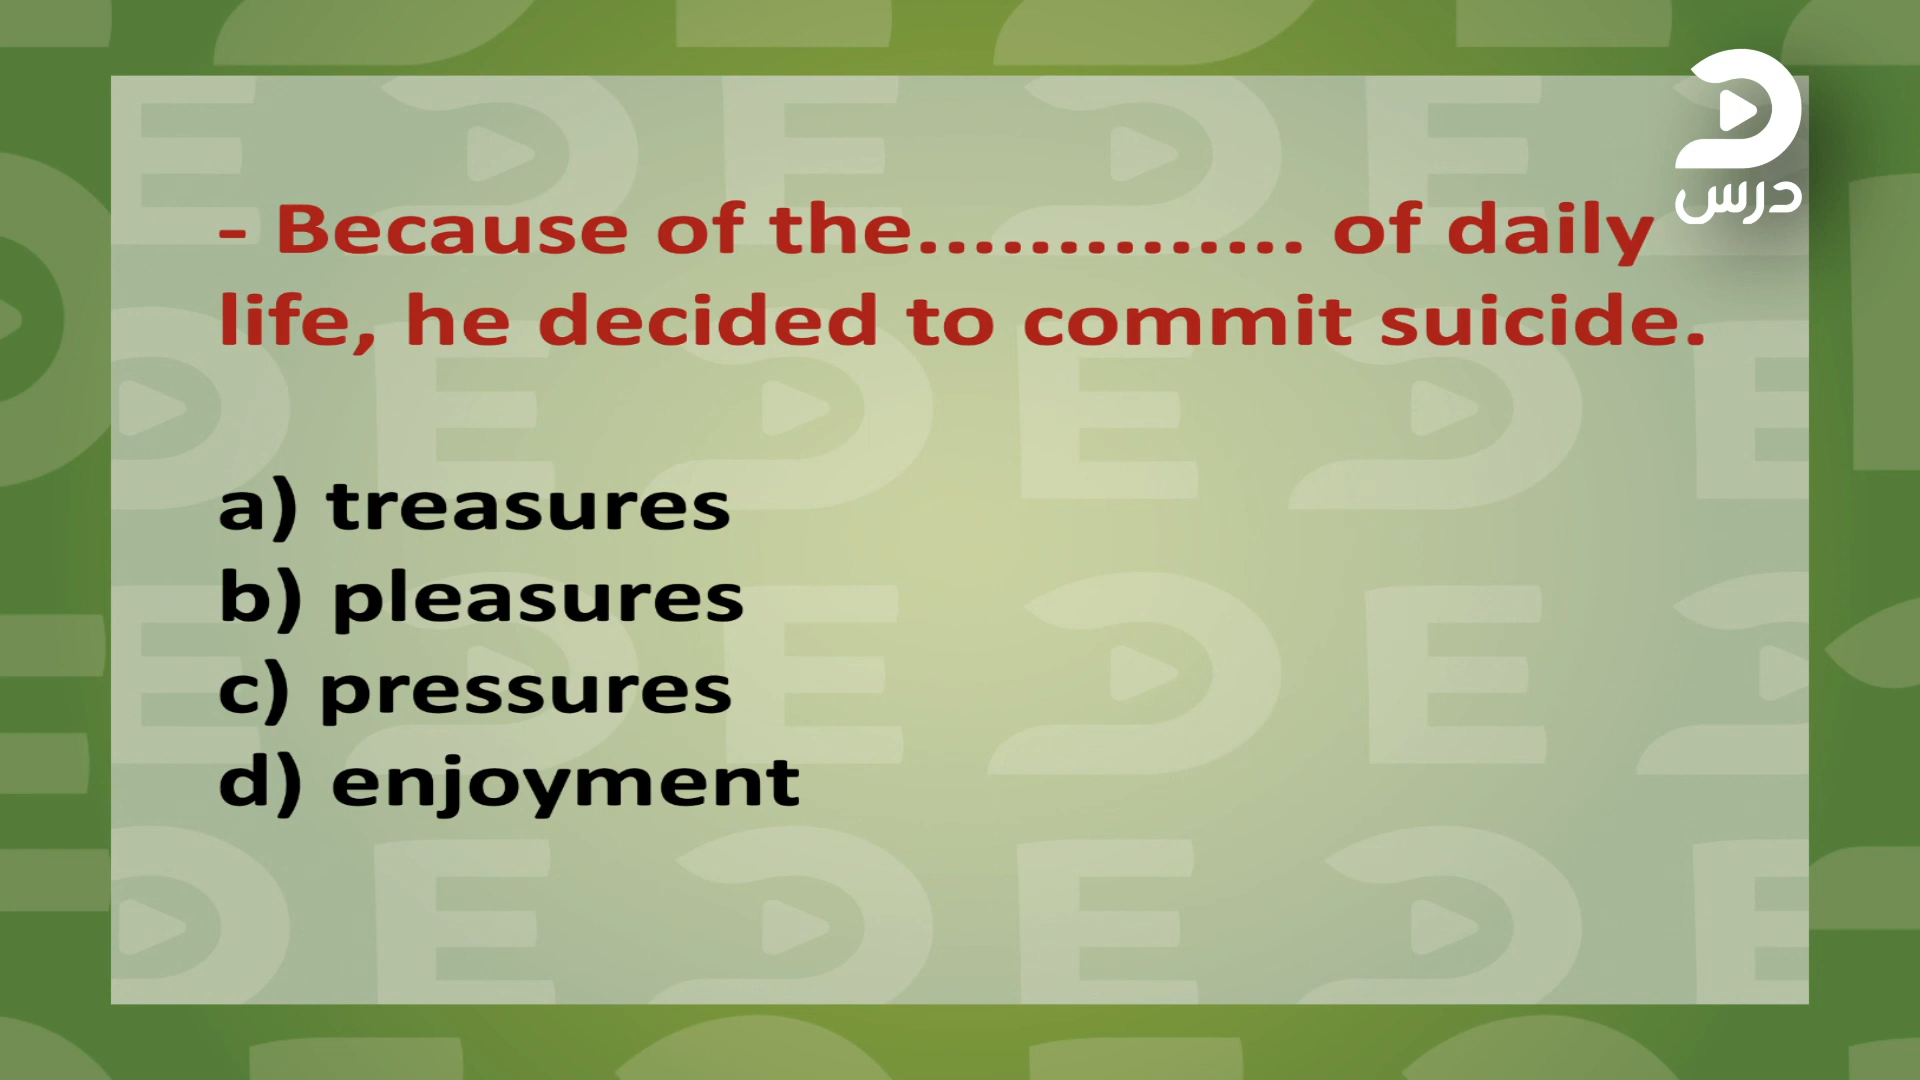 درس
- Because of the.............. of daily
life, he decided to commit suicide.
a) treasures
b) pleasures
c) pressures
d) enjoyment